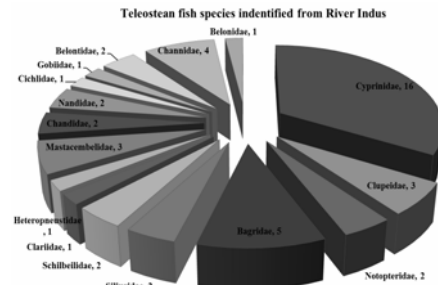 Teleostean fish species indentified from River Indus
Belonidae, 1
Channidae, 4
Belontidae, 2
Gobiidae, 1
Cichlidae, 1
Nandidae, 2
Chandidae, 2
Mastacembelidae, 3
Heteropneustidae
, 1
Clariidae, 1
Schilbeilidae, 2
Bagridae, 5
Notopteridae, 2
Clupeidae, 3
Cyprinidae, 16